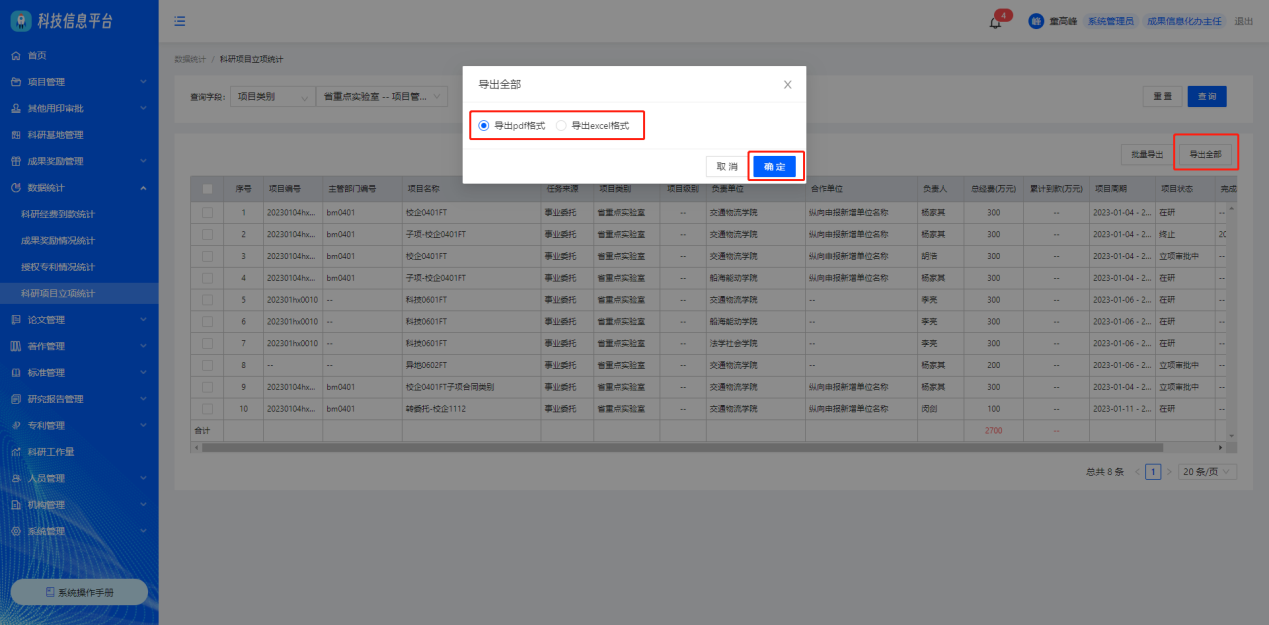 科技信息平台
4
峰 童高峰 系统管理员 成果信息化办主任 退出
首页
项目管理
其他用印审批
科研基地管理
成果奖励管理
数据统计
科研经费到款统计
成果奖励情况统计
授权专利情况统计
科研项目立项统计
论文管理
著作管理
标准管理
研究报告管理
专利管理
科研工作量
人员管理
机构管理
系统管理
系统操作手册
数据统计 / 科研项目立项统计
查询字段: 项目类别 省重点实验室 -- 项目管... 重置 查询
导出全部
导出pdf格式 导出excel格式
取 消 确 定
批量导出 导出全部
序号 项目编号 主管部门编号 项目名称 任务来源 项目类别 项目级别 负责单位 合作单位 负责人 总经费(万元) 累计到款(万元) 项目周期 项目状态 完成
1 20230104hx... bm0401 校企0401FT 事业委托 省重点实验室 -- 交通物流学院 纵向申报新增单位名称 杨家其 300 -- 2023-01-04 - 2... 在研 --
2 20230104hx... bm0401 子项-校企0401FT 事业委托 省重点实验室 -- 交通物流学院 纵向申报新增单位名称 杨家其 300 -- 2023-01-04 - 2... 终止 20
3 20230104hx... bm0401 校企0401FT 事业委托 省重点实验室 -- 交通物流学院 纵向申报新增单位名称 胡浩 300 -- 2023-01-04 - 2... 立项审批中 --
4 20230104hx... bm0401 子项-校企0401FT 事业委托 省重点实验室 -- 船海能动学院 纵向申报新增单位名称 杨家其 300 -- 2023-01-04 - 2... 在研 --
5 202301hx0010 -- 科技0601FT 事业委托 省重点实验室 -- 交通物流学院 -- 李亮 300 -- 2023-01-06 - 2... 在研 --
6 202301hx0010 -- 科技0601FT 事业委托 省重点实验室 -- 船海能动学院 -- 李亮 300 -- 2023-01-06 - 2... 在研 --
7 202301hx0010 -- 科技0601FT 事业委托 省重点实验室 -- 法学社会学院 -- 李亮 300 -- 2023-01-06 - 2... 在研 --
8 -- -- 异地0602FT 事业委托 省重点实验室 -- 交通物流学院 -- 杨家其 200 -- 2023-01-06 - 2... 立项审批中 --
9 20230104hx... bm0401 校企0401FT子项合同类别 事业委托 省重点实验室 -- 交通物流学院 纵向申报新增单位名称 杨家其 300 -- 2023-01-04 - 2... 立项审批中 --
10 20230104hx... bm0401 转委托-校企1112 事业委托 省重点实验室 -- 交通物流学院 纵向申报新增单位名称 闵剑 100 -- 2023-01-11 - 2... 在研 --
合计 2700 --
总共 8 条 < 1 > 20 条/页